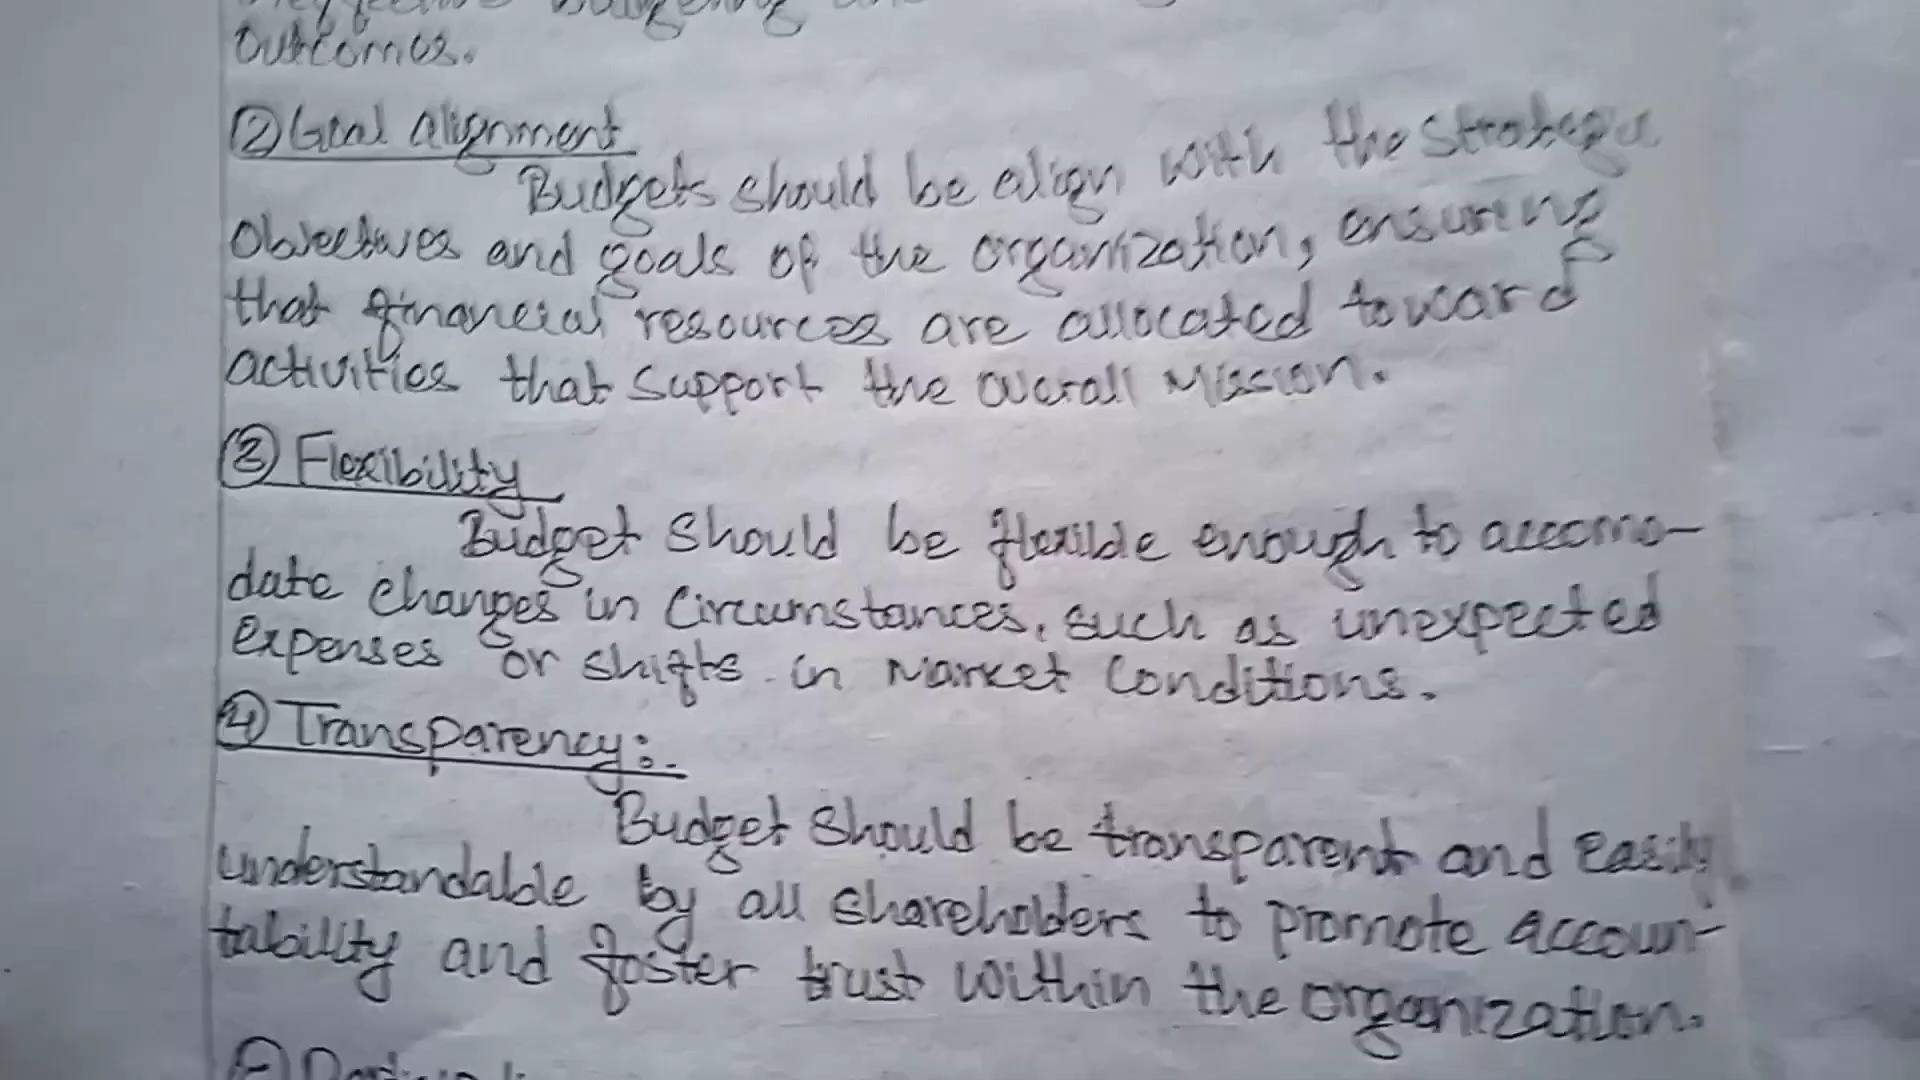 outcomes.
② Goal alignment
Budgets should be align with the strategic
objectives and goals of the organization, ensuring
that financial resources are allocated toward
activities that support the overall Mission.
③ Flexibility
Budget should be flexible enough to accomo-
date changes in circumstances, such as unexpected
expenses or shifts in Market Conditions.
④ Transparency:-
Budget should be transparent and easily
understandable by all shareholders to promote accoun-
tability and foster trust within the organization.